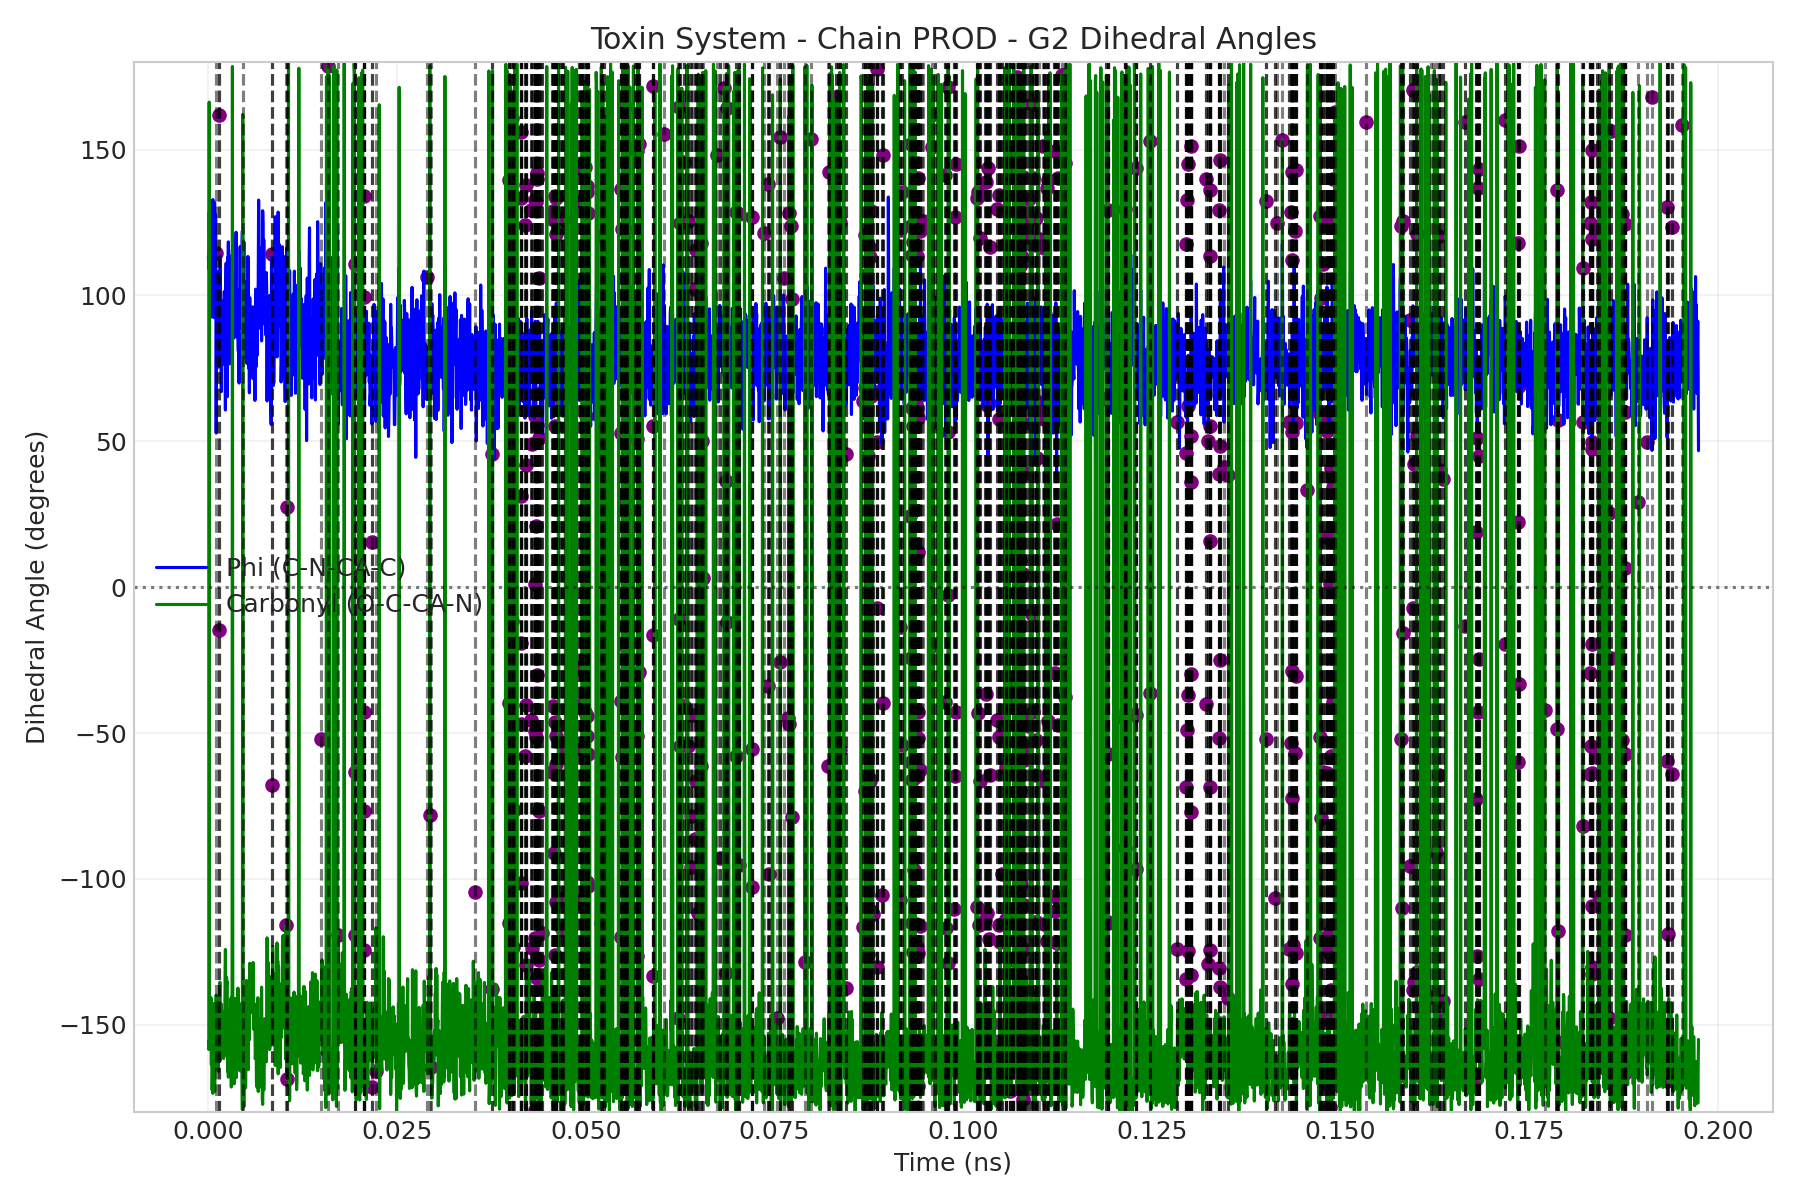 Toxin System - Chain PROD - G2 Dihedral Angles
Dihedral Angle (degrees)
150
100
50
0
−50
−100
−150
Phi (C-N-CA-C)
Carbonyl (O-C-CA-N)
0.000 0.025 0.050 0.075 0.100 0.125 0.150 0.175 0.200
Time (ns)